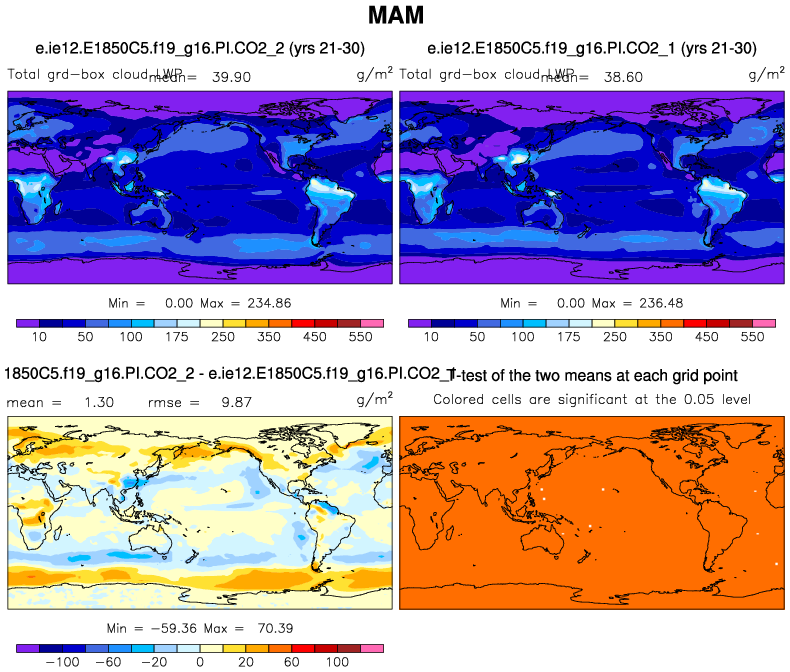 MAM
e.ie12.E1850C5.f19_g16.PI.CO2_2 (yrs 21-30)
Total grd-box cloud LWP mean= 39.90 g/m2
Min = 0.00 Max = 234.86
10 50 100 175 250 350 450 550
e.ie12.E1850C5.f19_g16.PI.CO2_1 (yrs 21-30)
Total grd-box cloud LWP mean= 38.60 g/m2
Min = 0.00 Max = 236.48
10 50 100 175 250 350 450 550
1850C5.f19_g16.PI.CO2_2 - e.ie12.E1850C5.f19_g16.PI.CO2_1
mean = 1.30 rmse = 9.87 g/m2
Min = -59.36 Max = 70.39
-100 -60 -20 0 20 60 100
T-test of the two means at each grid point
Colored cells are significant at the 0.05 level